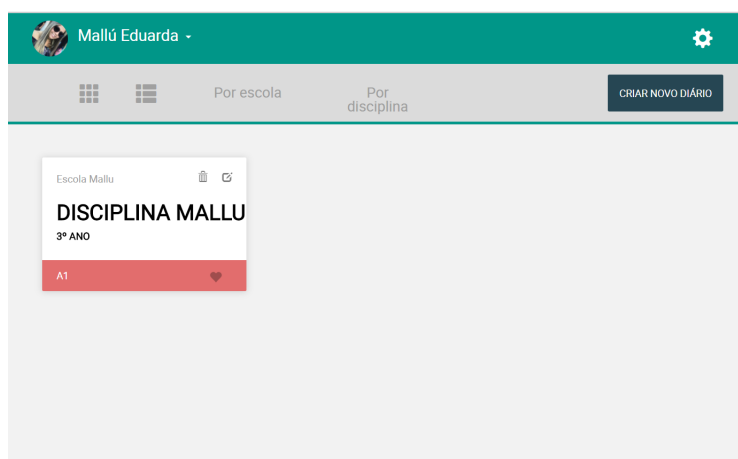 Mallú Eduarda
Por escola
Por
disciplina
CRIAR NOVO DIÁRIO
Escola Mallu
DISCIPLINA MALLU
3º ANO
A1